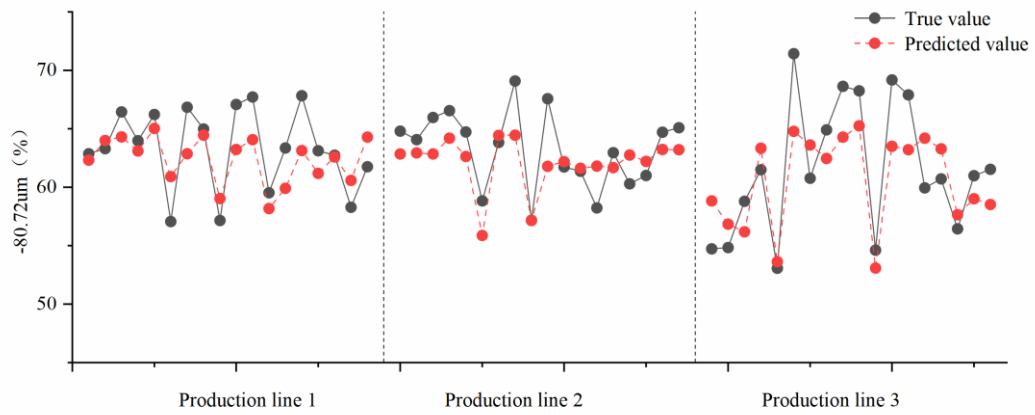 True value
Predicted value
70
60
50
-80.72um（%）
Production line 1
Production line 2
Production line 3